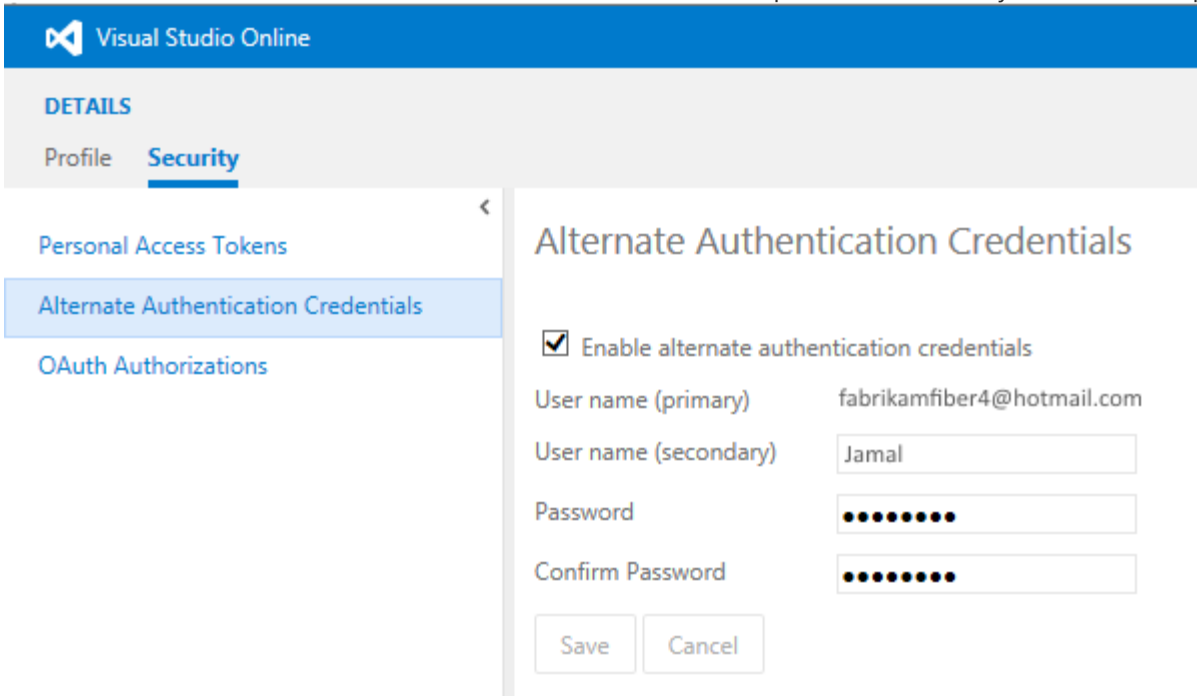 Visual Studio Online
DETAILS
Profile Security
Personal Access Tokens
Alternate Authentication Credentials
OAuth Authorizations
Alternate Authentication Credentials
Enable alternate authentication credentials
User name (primary) fabrikamfiber4@hotmail.com
User name (secondary) Jamal
Password ●●●●●●●●
Confirm Password ●●●●●●●●
Save Cancel